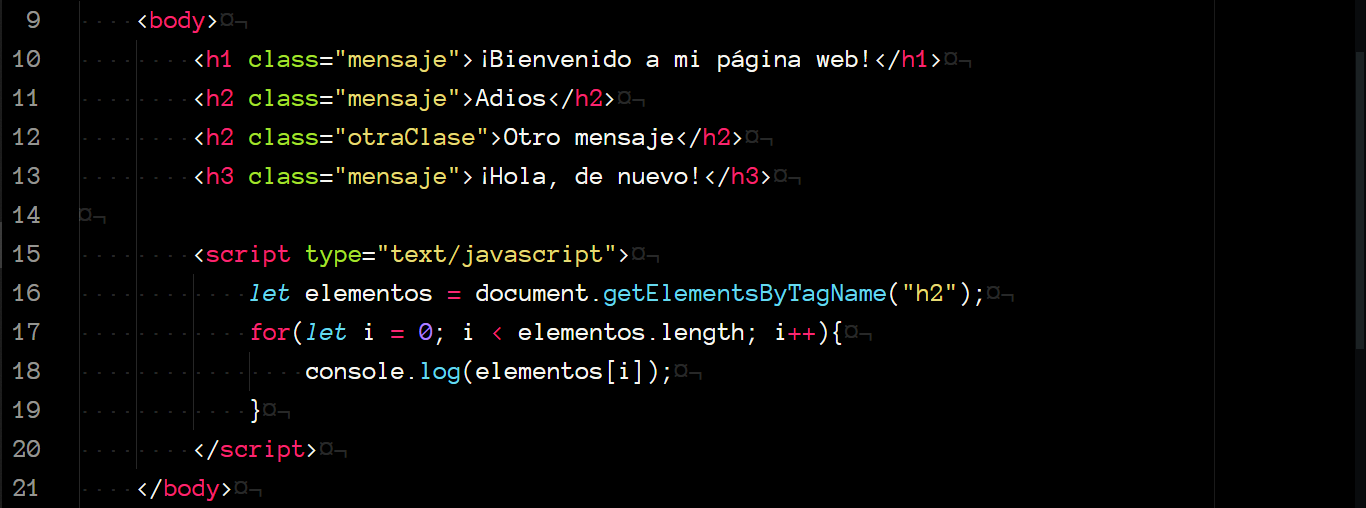 9 <body>
10 <h1 class="mensaje">¡Bienvenido a mi página web!</h1>
11 <h2 class="mensaje">Adios</h2>
12 <h2 class="otraClase">Otro mensaje</h2>
13 <h3 class="mensaje">¡Hola, de nuevo!</h3>
14
15 <script type="text/javascript">
16 let elementos = document.getElementsByTagName("h2");
17 for(let i = 0; i < elementos.length; i++){
18 console.log(elementos[i]);
19 }
20 </script>
21 </body>